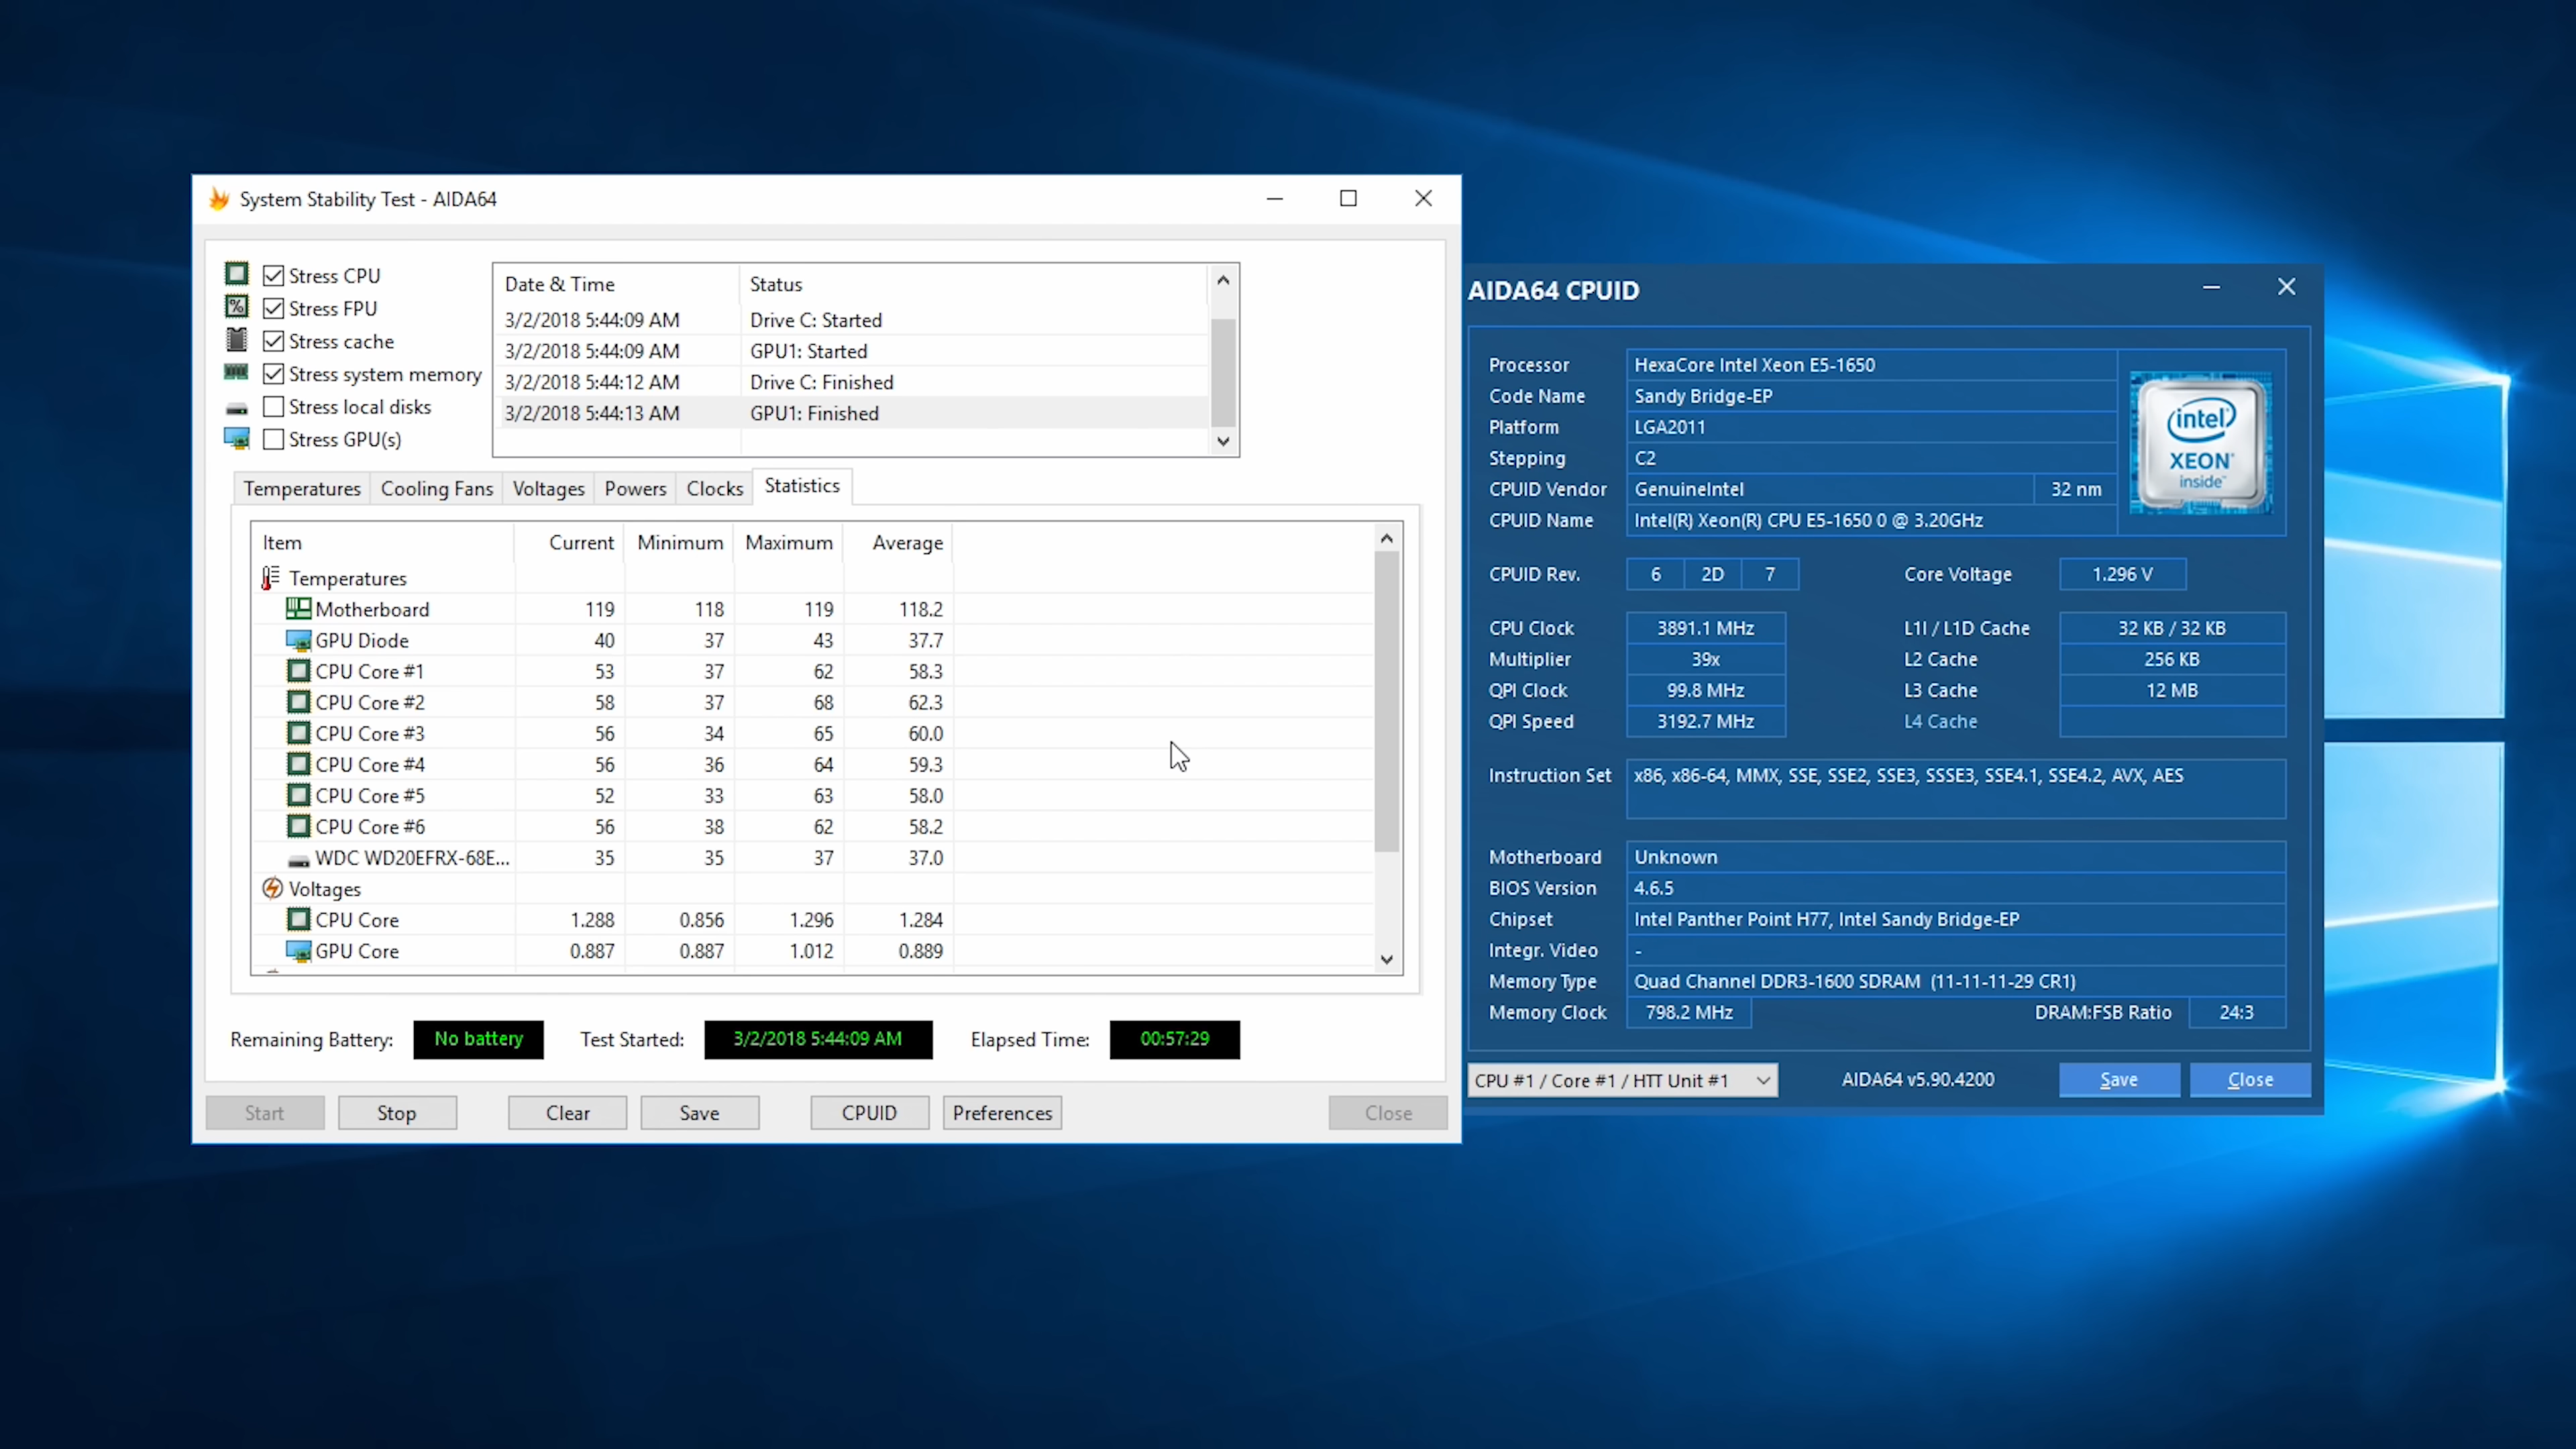 System Stability Test - AIDA64
Stress CPU
Stress FPU
Stress cache
Stress system memory
Stress local disks
Stress GPU(s)
Date & Time Status
3/2/2018 5:44:09 AM Drive C: Started
3/2/2018 5:44:09 AM GPU1: Started
3/2/2018 5:44:12 AM Drive C: Finished
3/2/2018 5:44:13 AM GPU1: Finished
Temperatures Cooling Fans Voltages Powers Clocks Statistics
Item Current Minimum Maximum Average
Temperatures
Motherboard 119 118 119 118.2
GPU Diode 40 37 43 37.7
CPU Core #1 53 37 62 58.3
CPU Core #2 58 37 68 62.3
CPU Core #3 56 34 65 60.0
CPU Core #4 56 36 64 59.3
CPU Core #5 52 33 63 58.0
CPU Core #6 56 38 62 58.2
WDC WD20EFRX-68E... 35 35 37 37.0
Voltages
CPU Core 1.288 0.856 1.296 1.284
GPU Core 0.887 0.887 1.012 0.889
Remaining Battery: No battery Test Started: 3/2/2018 5:44:09 AM Elapsed Time: 00:57:29
Start Stop Clear Save CPUID Preferences Close
AIDA64 CPUID
Processor HexaCore Intel Xeon E5-1650
Code Name Sandy Bridge-EP
Platform LGA2011
Stepping C2
CPUID Vendor GenuineIntel 32 nm
CPUID Name Intel(R) Xeon(R) CPU E5-1650 0 @ 3.20GHz
intel
XEON
inside
CPUID Rev. 6 2D 7 Core Voltage 1.296 V
CPU Clock 3891.1 MHz L1I / L1D Cache 32 KB / 32 KB
Multiplier 39x L2 Cache 256 KB
QPI Clock 99.8 MHz L3 Cache 12 MB
QPI Speed 3192.7 MHz L4 Cache
Instruction Set x86, x86-64, MMX, SSE, SSE2, SSE3, SSSE3, SSE4.1, SSE4.2, AVX, AES
Motherboard Unknown
BIOS Version 4.6.5
Chipset Intel Panther Point H77, Intel Sandy Bridge-EP
Integr. Video -
Memory Type Quad Channel DDR3-1600 SDRAM (11-11-11-29 CR1)
Memory Clock 798.2 MHz DRAM:FSB Ratio 24:3
CPU #1 / Core #1 / HTT Unit #1 AIDA64 v5.90.4200 Save Close